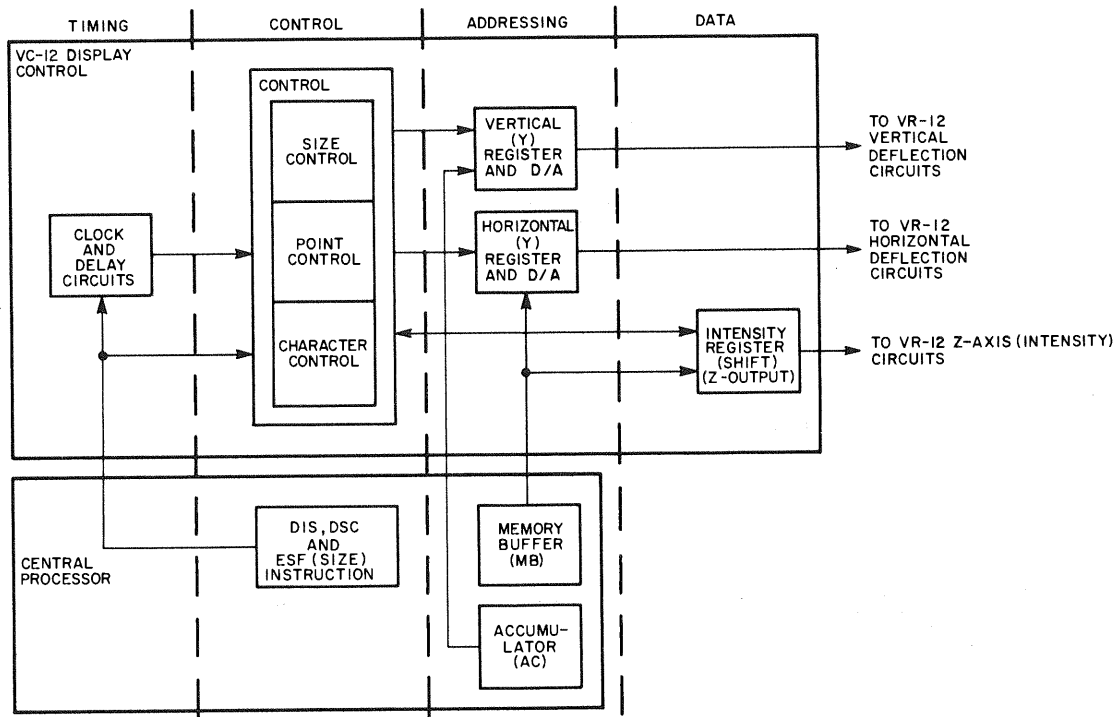 TIMING
CONTROL
ADDRESSING
DATA
VC-12 DISPLAY
CONTROL
CONTROL
SIZE
CONTROL
POINT
CONTROL
CHARACTER
CONTROL
CLOCK
AND
DELAY
CIRCUITS
VERTICAL
(Y)
REGISTER
AND D/A
HORIZONTAL
(Y)
REGISTER
AND D/A
INTENSITY
REGISTER
(SHIFT)
(Z-OUTPUT)
TO VR-12
VERTICAL
DEFLECTION
CIRCUITS
TO VR-12
HORIZONTAL
DEFLECTION
CIRCUITS
TO VR-12 Z-AXIS (INTENSITY)
CIRCUITS
CENTRAL
PROCESSOR
DIS, DSC
AND
ESF (SIZE)
INSTRUCTION
MEMORY
BUFFER
(MB)
ACCUMU-
LATOR
(AC)